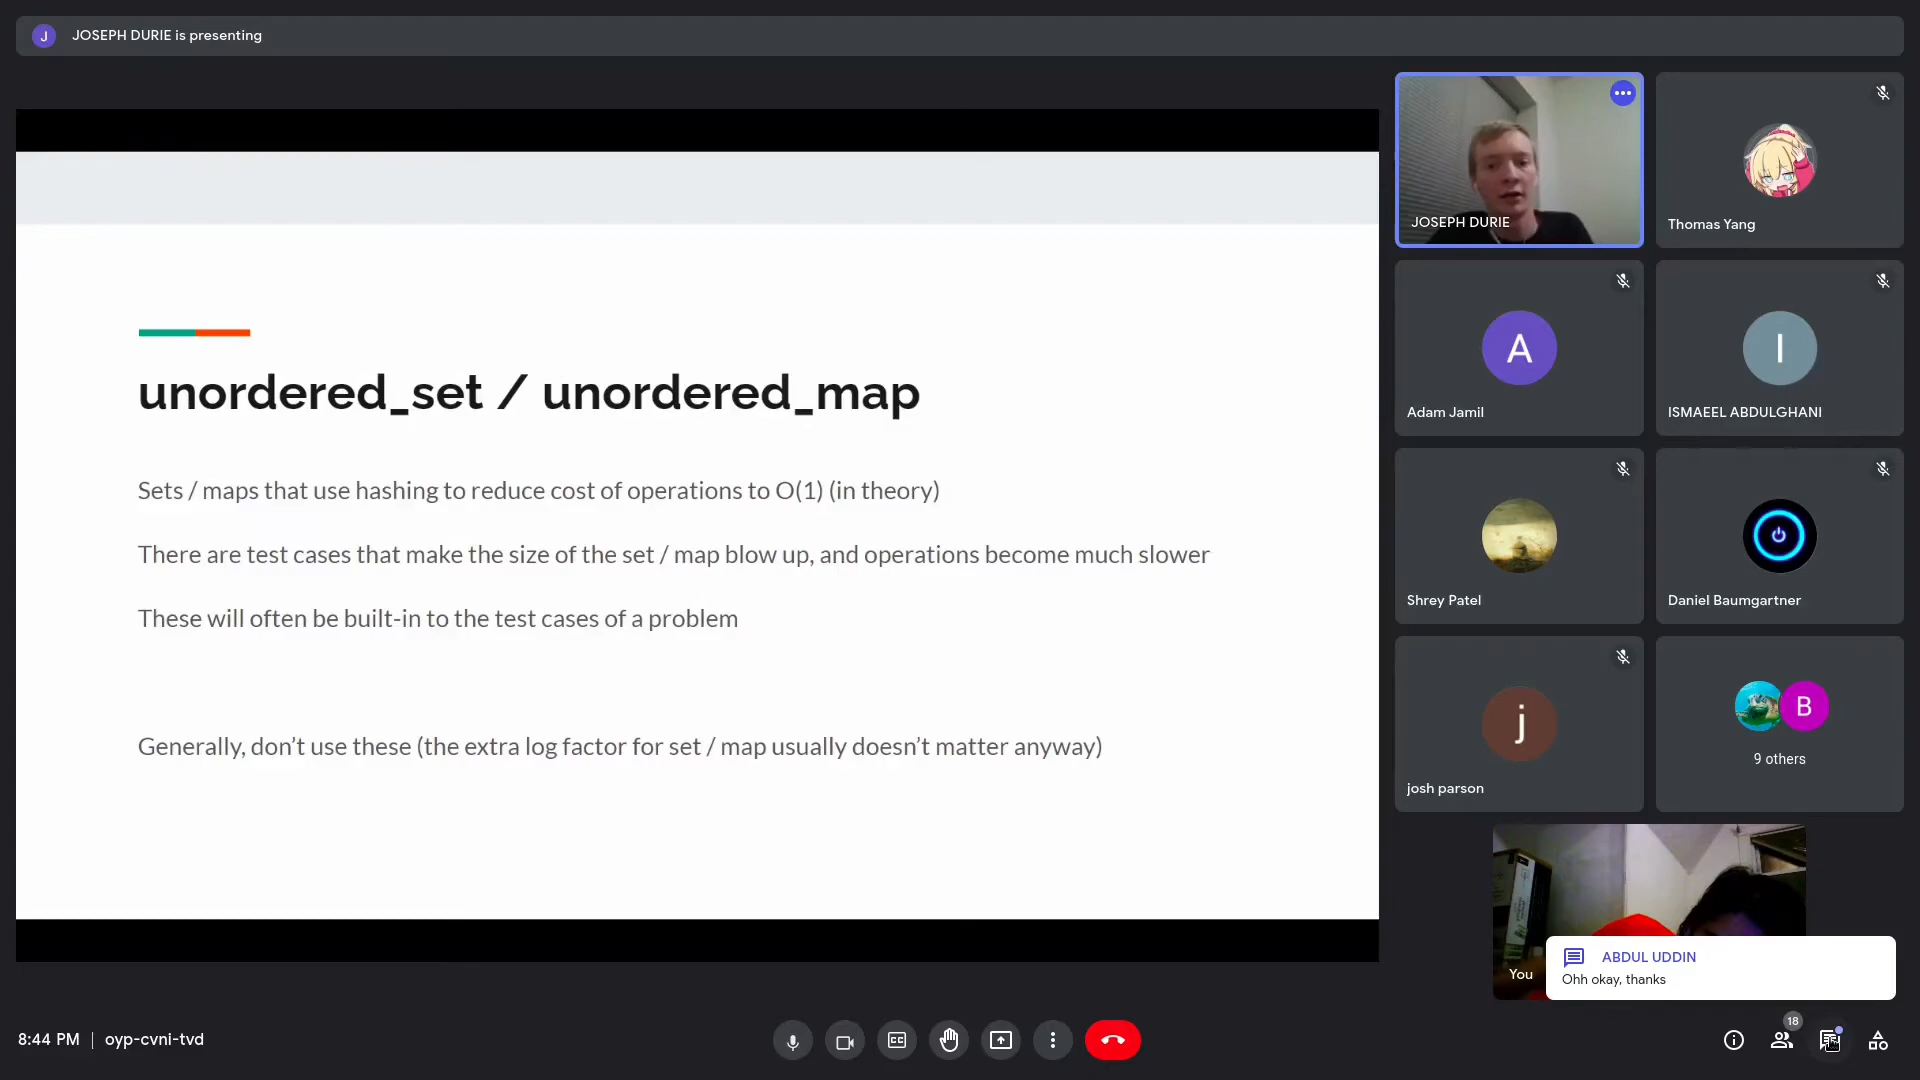 J JOSEPH DURIE is presenting
unordered_set / unordered_map
Sets / maps that use hashing to reduce cost of operations to O(1) (in theory)
There are test cases that make the size of the set / map blow up, and operations become much slower
These will often be built-in to the test cases of a problem
Generally, don’t use these (the extra log factor for set / map usually doesn’t matter anyway)
JOSEPH DURIE
Thomas Yang
A
Adam Jamil
I
ISMAEEL ABDULGHANI
Shrey Patel
Daniel Baumgartner
j
josh parson
B
9 others
You
ABDUL UDDIN
Ohh okay, thanks
8:44 PM | oyp-cvni-tvd
CC
18